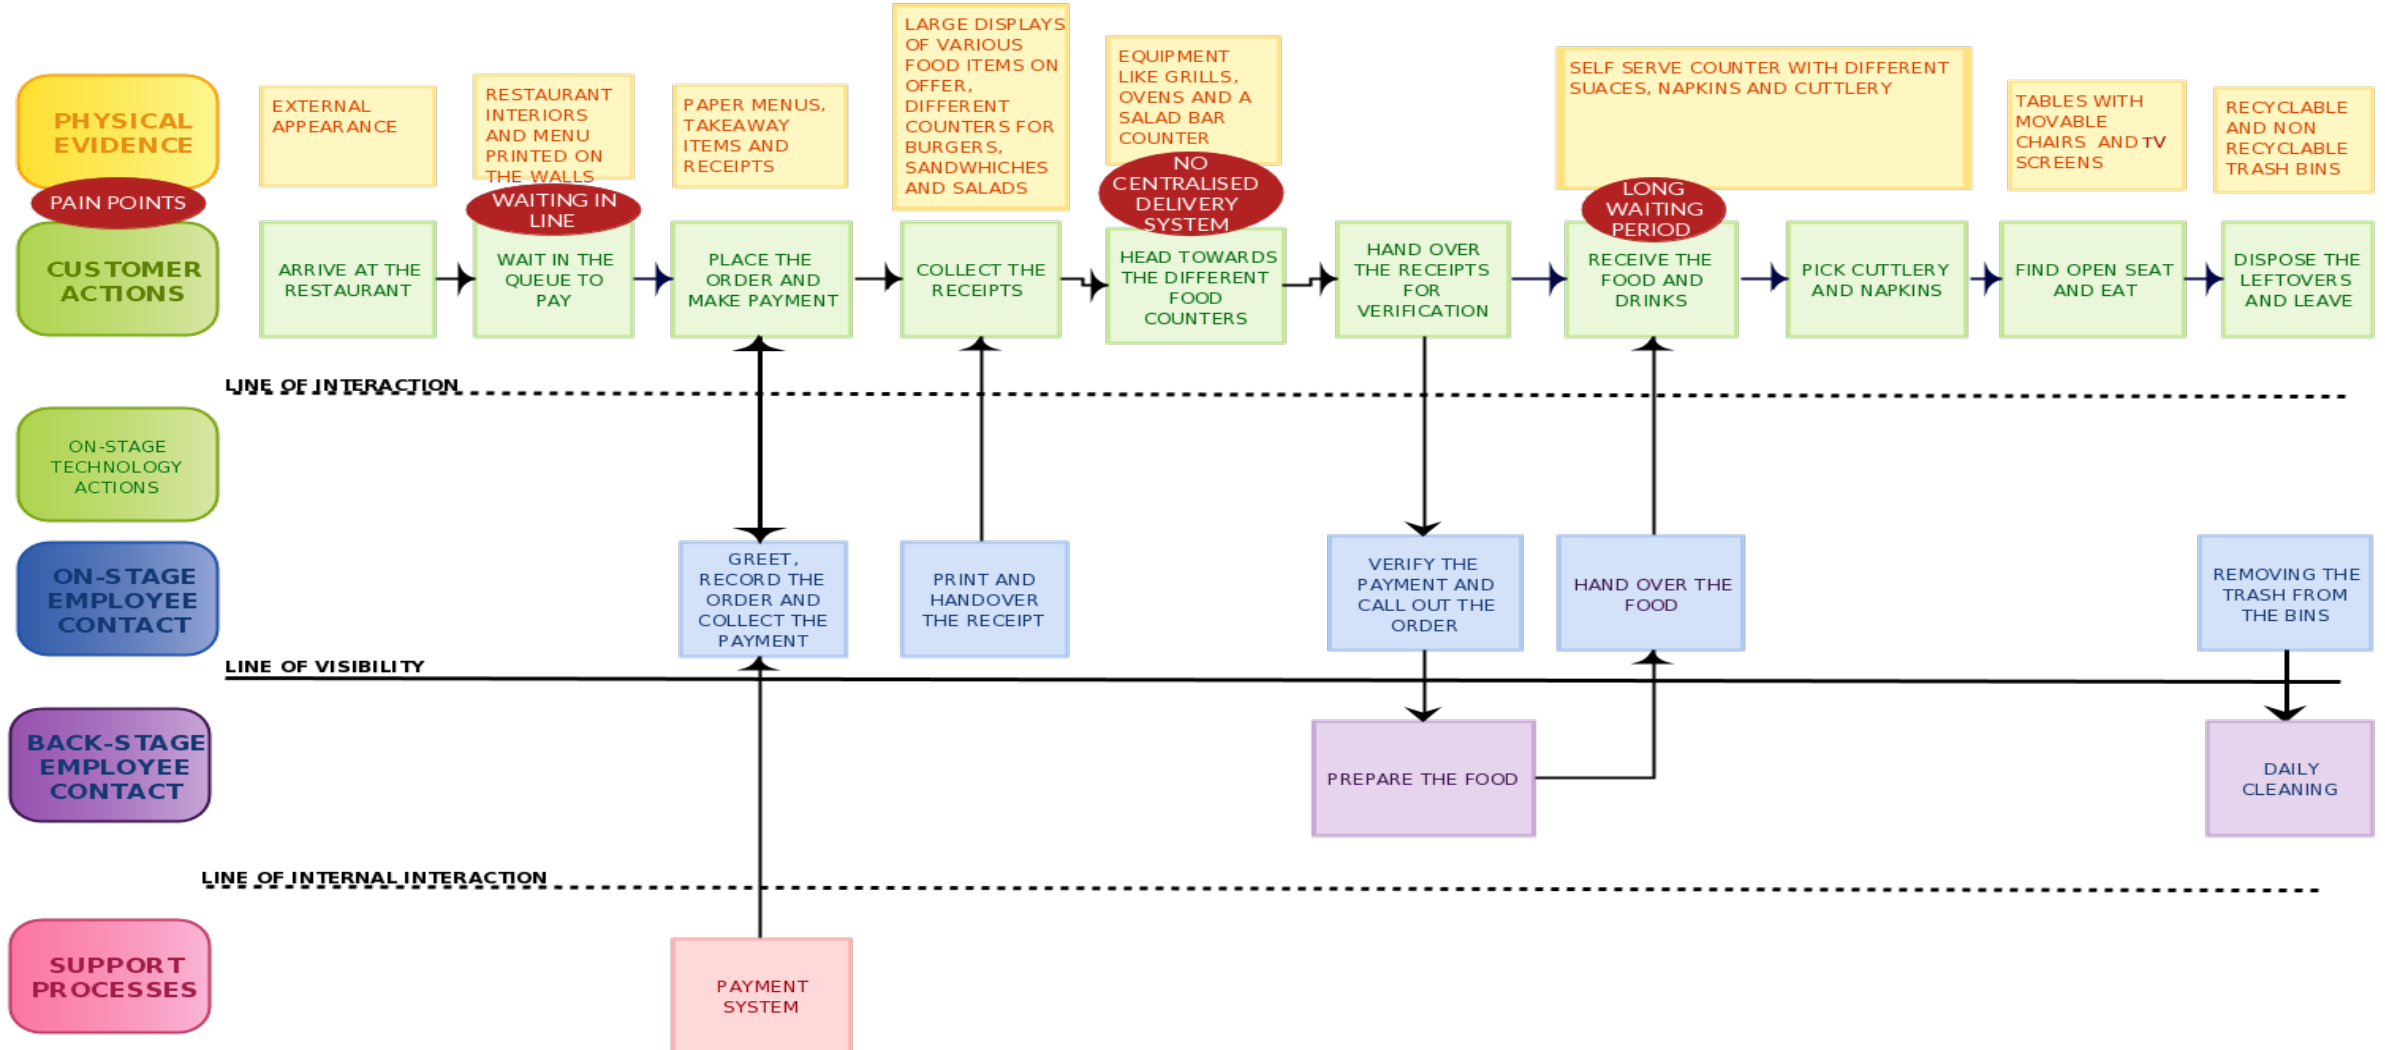 PHYSICAL
EVIDENCE
PAIN POINTS
EXTERNAL
APPEARANCE
RESTAURANT
INTERIORS
AND MENU
PRINTED ON
THE WALLS
WAITING IN
LINE
PAPER MENUS,
TAKEAWAY
ITEMS AND
RECEIPTS
LARGE DISPLAYS
OF VARIOUS
FOOD ITEMS ON
OFFER,
DIFFERENT
COUNTERS FOR
BURGERS,
SANDWHICHES
AND SALADS
EQUIPMENT
LIKE GRILLS,
OVENS AND A
SALAD BAR
COUNTER
NO
CENTRALISED
DELIVERY
SYSTEM
SELF SERVE COUNTER WITH DIFFERENT
SUACES, NAPKINS AND CUTTLERY
LONG
WAITING
PERIOD
TABLES WITH
MOVABLE
CHAIRS AND TV
SCREENS
RECYCLABLE
AND NON
RECYCLABLE
TRASH BINS
CUSTOMER
ACTIONS
ARRIVE AT THE
RESTAURANT
WAIT IN THE
QUEUE TO
PAY
PLACE THE
ORDER AND
MAKE PAYMENT
COLLECT THE
RECEIPTS
HEAD TOWARDS
THE DIFFERENT
FOOD
COUNTERS
HAND OVER
THE RECEIPTS
FOR
VERIFICATION
RECEIVE THE
FOOD AND
DRINKS
PICK CUTTLERY
AND NAPKINS
FIND OPEN SEAT
AND EAT
DISPOSE THE
LEFTOVERS
AND LEAVE
LINE OF INTERACTION
ON-STAGE
TECHNOLOGY
ACTIONS
ON-STAGE
EMPLOYEE
CONTACT
GREET,
RECORD THE
ORDER AND
COLLECT THE
PAYMENT
PRINT AND
HANDOVER
THE RECEIPT
VERIFY THE
PAYMENT AND
CALL OUT THE
ORDER
HAND OVER THE
FOOD
REMOVING THE
TRASH FROM
THE BINS
LINE OF VISIBILITY
BACK-STAGE
EMPLOYEE
CONTACT
PREPARE THE FOOD
DAILY
CLEANING
LINE OF INTERNAL INTERACTION
SUPPORT
PROCESSES
PAYMENT
SYSTEM